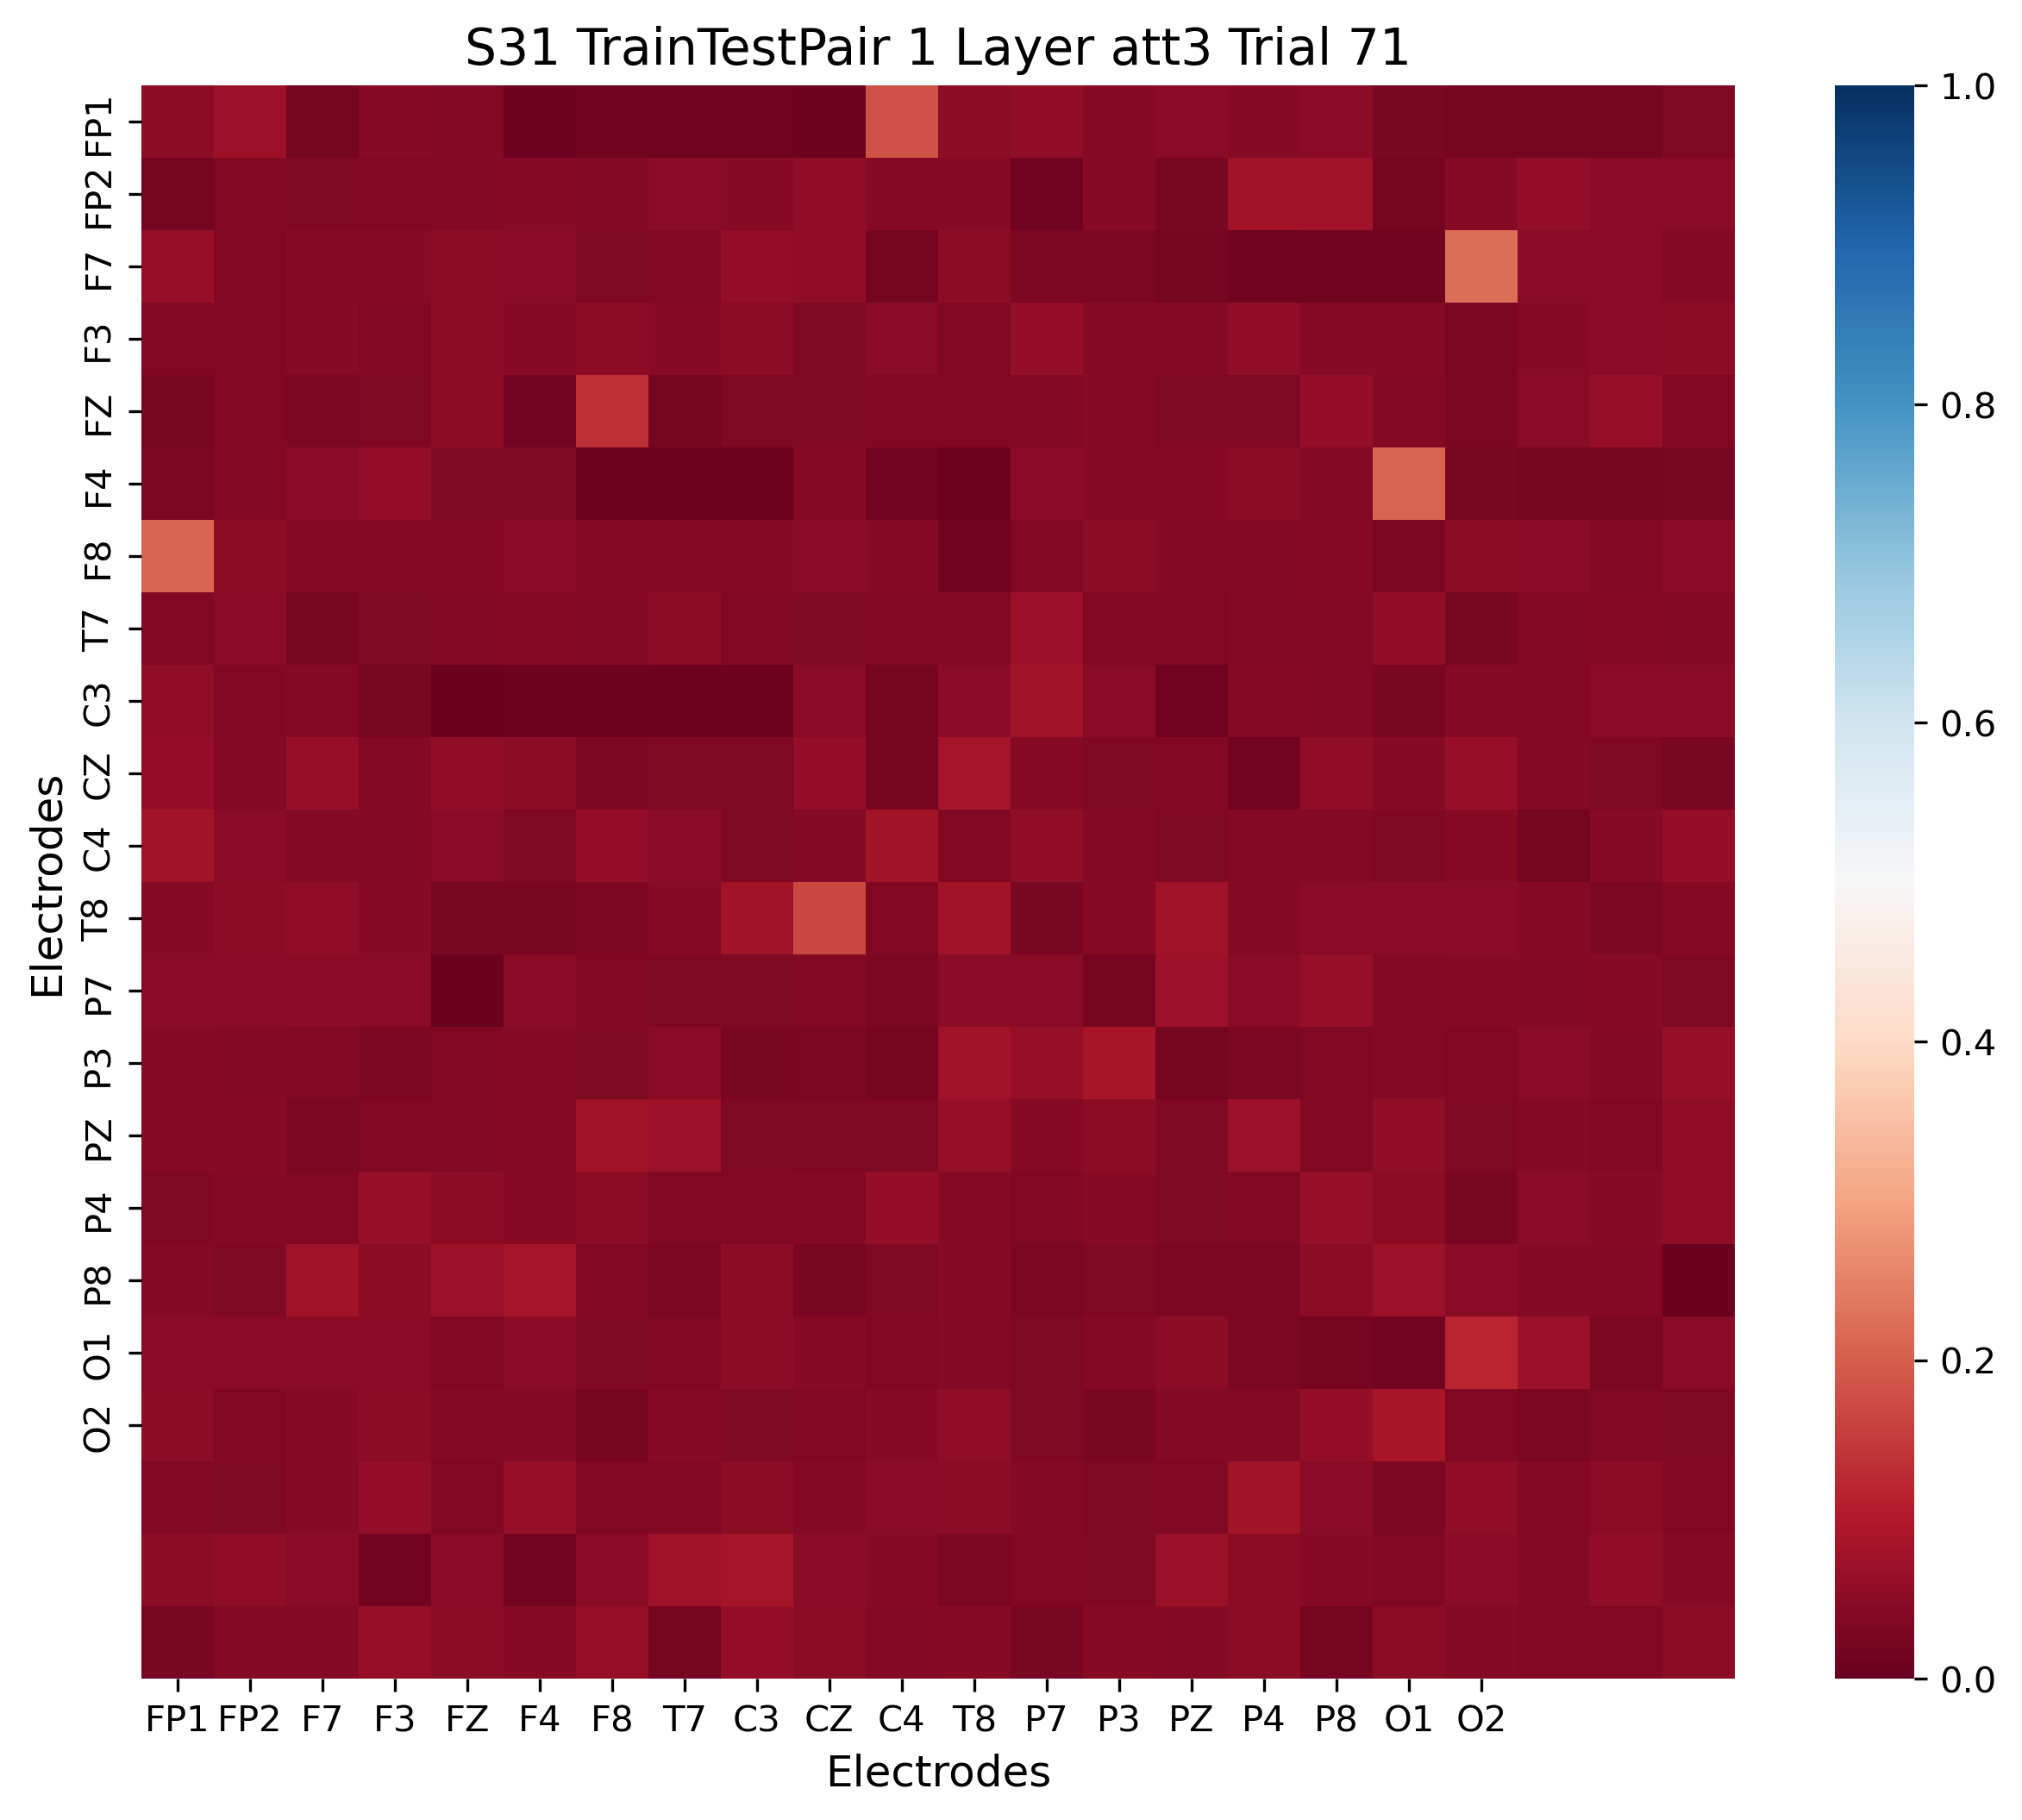 S31 TrainTestPair 1 Layer att3 Trial 71
Electrodes
FP1
FP2
F7
F3
FZ
F4
F8
T7
C3
CZ
C4
T8
P7
P3
PZ
P4
P8
O1
O2
FP1 FP2 F7 F3 FZ F4 F8 T7 C3 CZ C4 T8 P7 P3 PZ P4 P8 O1 O2
Electrodes
1.0
0.8
0.6
0.4
0.2
0.0